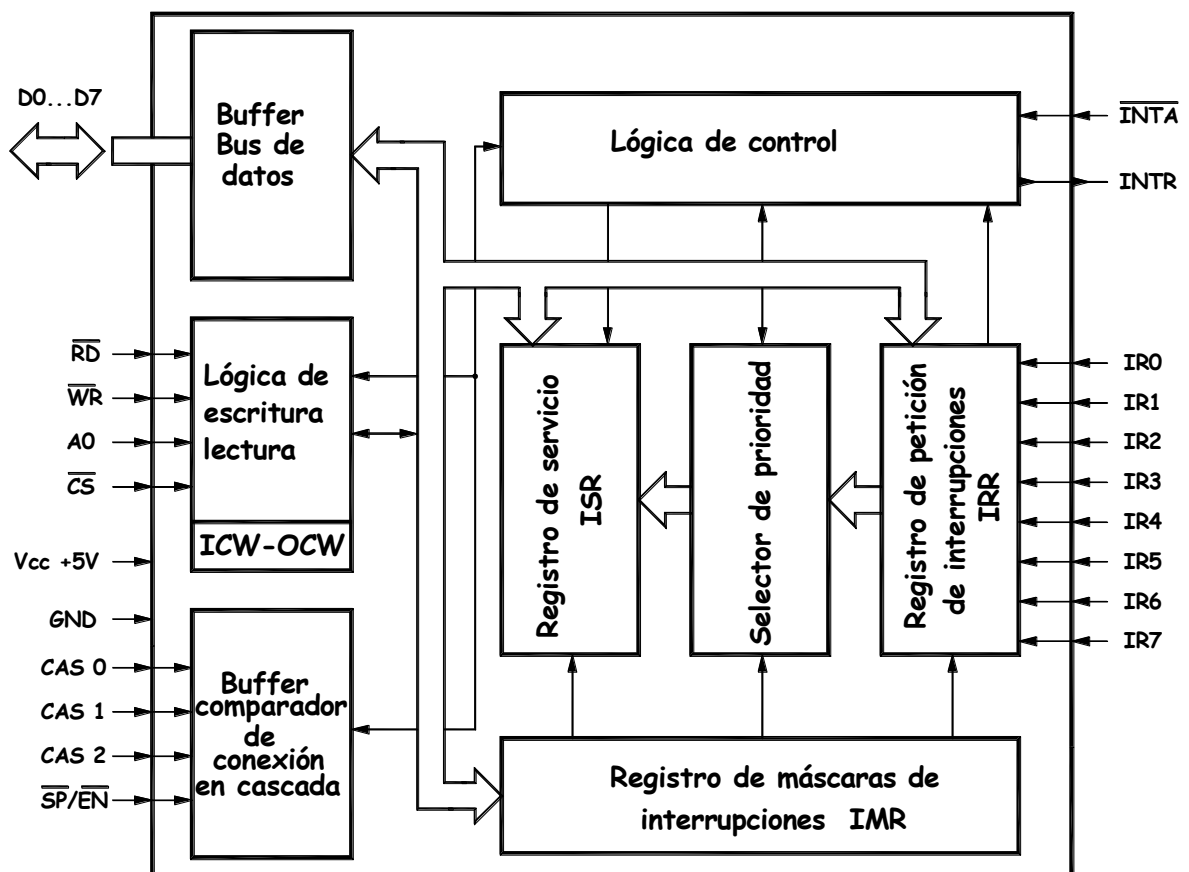 D0...D7
Buffer
Bus de
datos
Lógica de control
INTA
INTR
RD
WR
A0
CS
Lógica de
escritura
lectura
ICW-OCW
Vcc +5V
GND
CAS 0
CAS 1
CAS 2
SP/EN
Buffer
comparador
de
conexión
en cascada
Registro de servicio
ISR
Selector de prioridad
Registro de petición
de interrupciones
IRR
IR0
IR1
IR2
IR3
IR4
IR5
IR6
IR7
Registro de máscaras de
interrupciones IMR